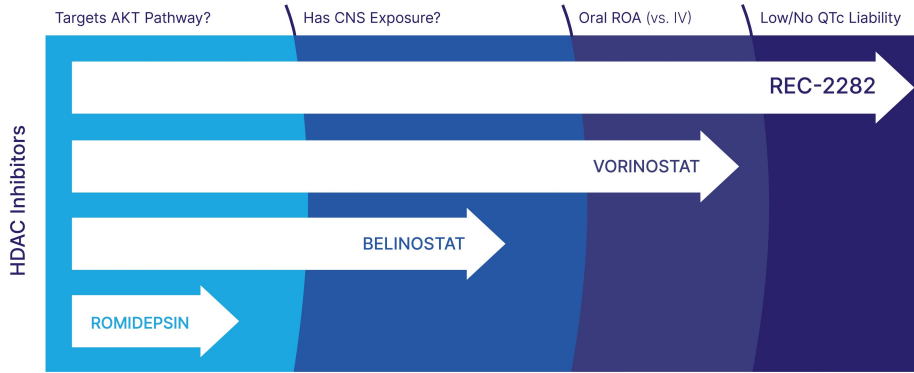 Targets AKT Pathway?
Has CNS Exposure?
Oral ROA (vs. IV)
Low/No QTc Liability
HDAC Inhibitors
REC-2282
VORINOSTAT
BELINOSTAT
ROMIDEPSIN